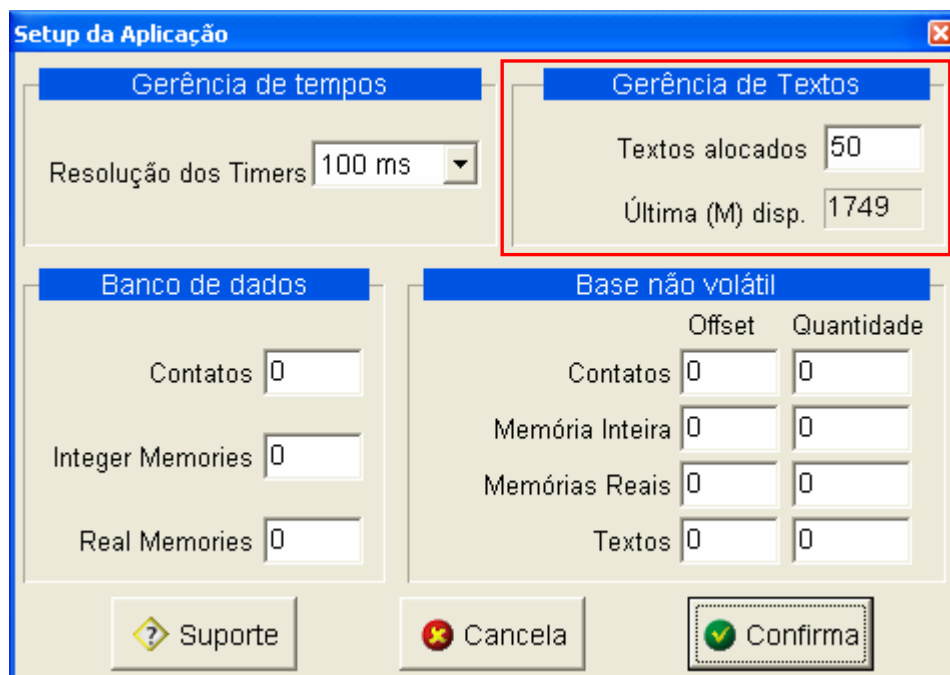 Setup da Aplicação
Gerência de tempos
Resolução dos Timers 100 ms
Gerência de Textos
Textos alocados 50
Última (M) disp. 1749
Banco de dados
Contatos 0
Integer Memories 0
Real Memories 0
Base não volátil
Offset Quantidade
Contatos 0 0
Memória Inteira 0 0
Memórias Reais 0 0
Textos 0 0
Suporte Cancela Confirma